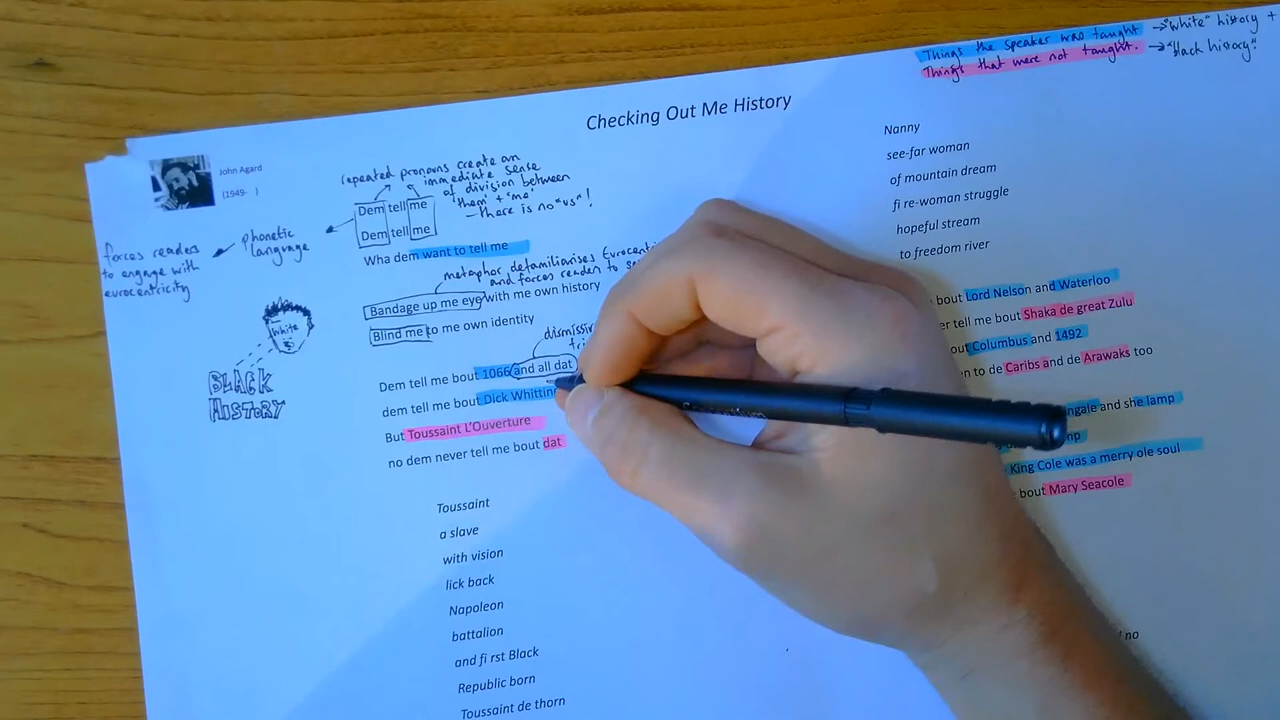 Things the speaker was taught → "white" history +
Things that were not taught. → "black history".
Checking Out Me History
John Agard
(1949- )
repeated pronouns create an
immediate sense
of division between
'them' + 'me'
- there is no "us"!
Dem tell me
Dem tell me
Wha dem want to tell me
phonetic
language
forces readers
to engage with
eurocentricity
metaphor defamiliarises
and forces readers to
Bandage up me eye with me own history
Blind me to me own identity
White
BLACK
HISTORY
Dem tell me bout 1066 and all dat
dem tell me bout Dick
But Toussaint L'Ouverture
no dem never tell me bout dat
Toussaint
a slave
with vision
lick back
Napoleon
battalion
and fi rst Black
Republic born
Toussaint de thorn
Nanny
see-far woman
of mountain dream
fi re-woman struggle
hopeful stream
to freedom river
bout Lord Nelson and Waterloo
tell me bout Shaka de great Zulu
Columbus and 1492
to de Caribs and de Arawaks too
and she lamp
King Cole was a merry ole soul
bout Mary Seacole
no